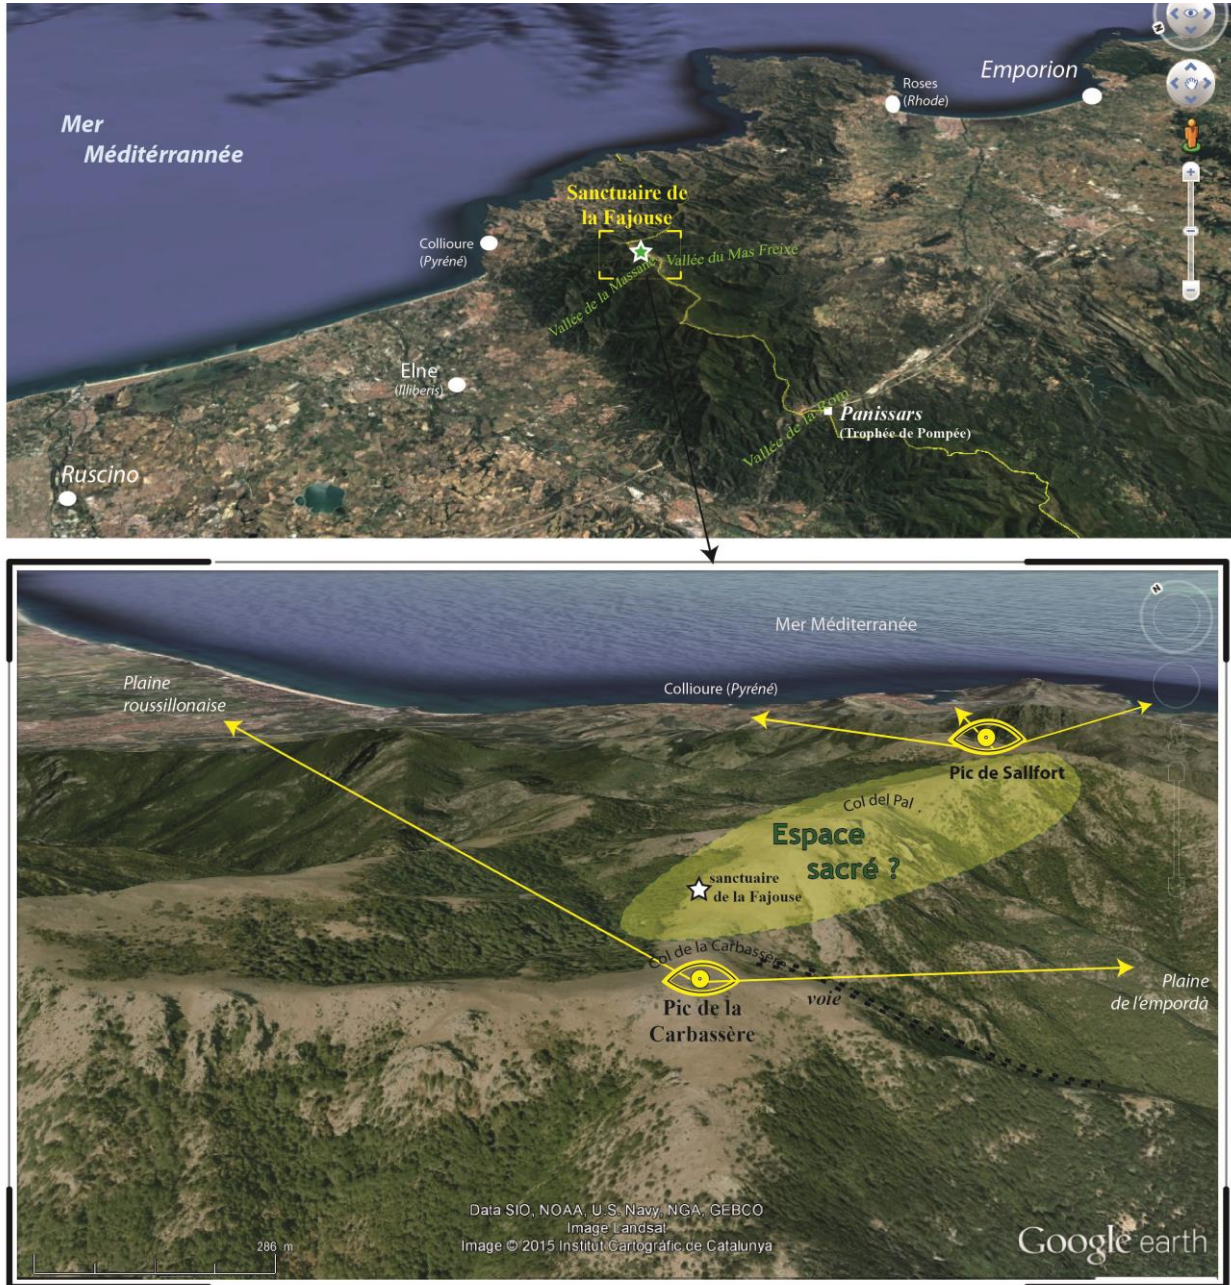 Mer
Méditérrannée
Roses
(Rhode)
Emporion
N
Sanctuaire de
la Fajouse
Collioure
(Pyréné)
Vallée du Mas Freixe
Vallée de la Massane
Elne
(Illiberis)
Panissars
(Trophée de Pompée)
Vallée de la Rom
Ruscino
N
Mer Méditerranée
Plaine
roussillonaise
Collioure (Pyréné)
Pic de Sallfort
Col del Pal
Espace
sacré ?
sanctuaire
de la Fajouse
Col de la Carbassère
Pic de la
Carbassère
voie
Plaine
de l'empordà
Data SIO, NOAA, U.S. Navy, NGA, GEBCO
Image Landsat
Image © 2015 Institut Cartogràfic de Catalunya
286 m
Google earth